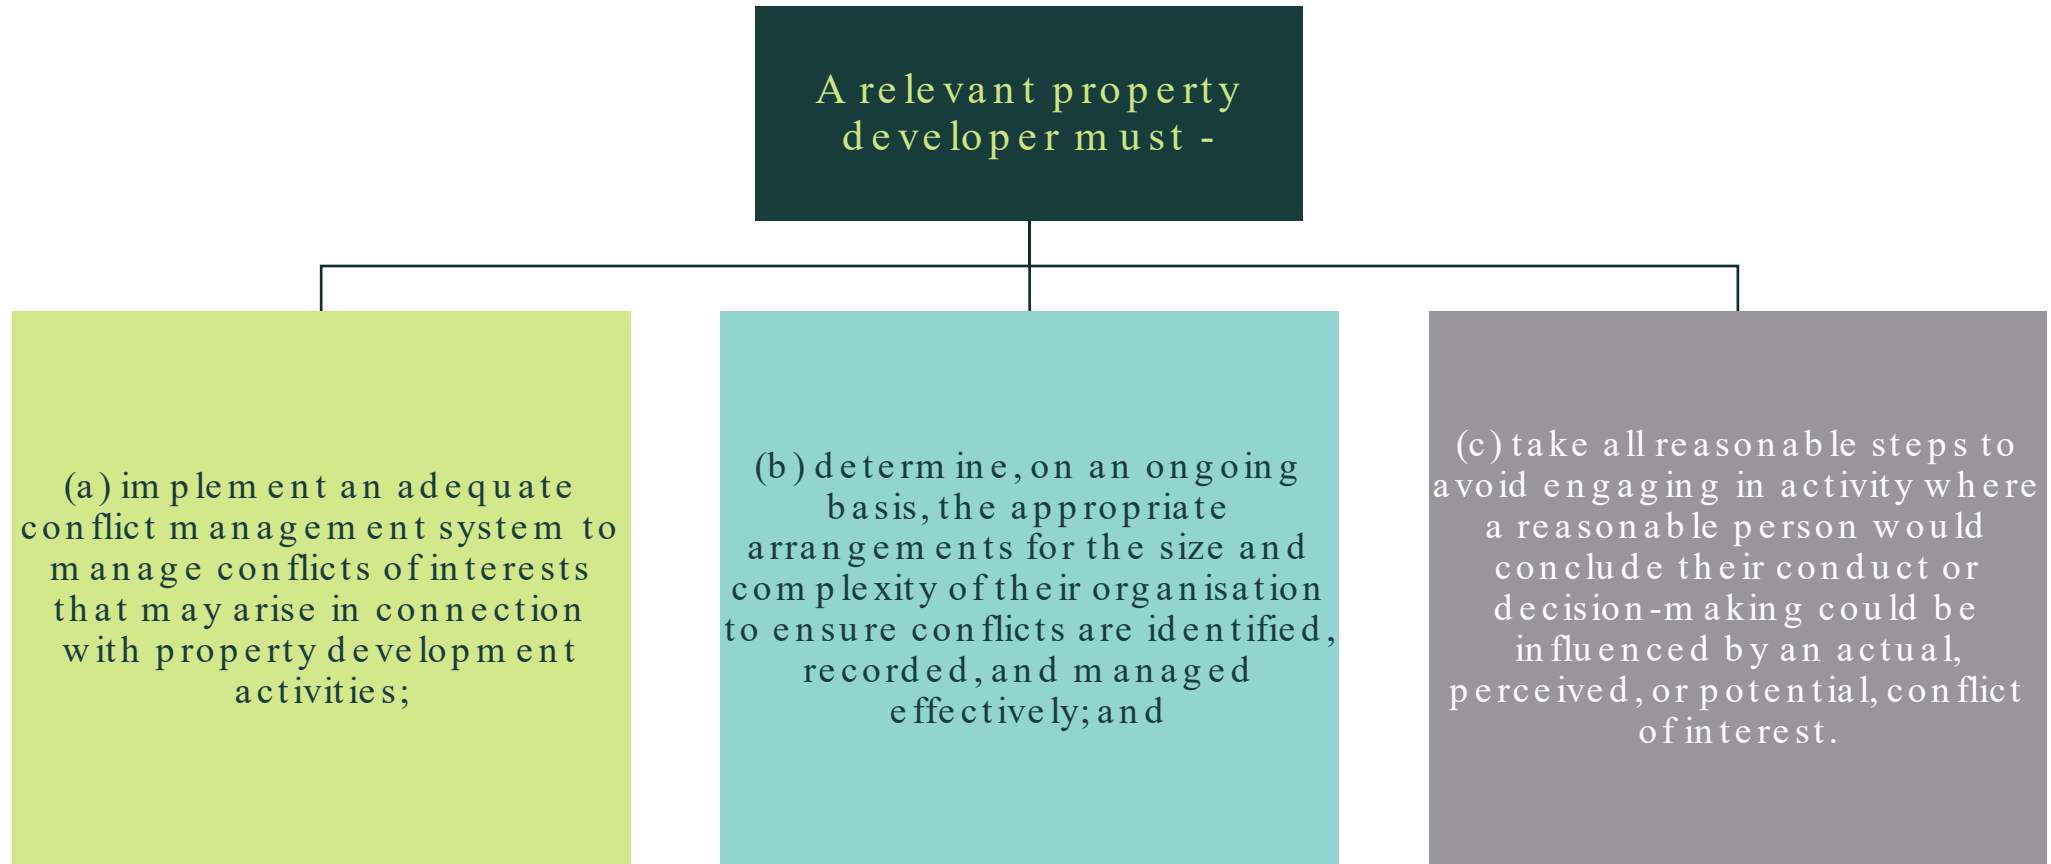 A relevant property
developer must -
(a) implement an adequate
conflict management system to
manage conflicts of interests
that may arise in connection
with property development
activities;
(b) determine, on an ongoing
basis, the appropriate
arrangements for the size and
complexity of their organisation
to ensure conflicts are identified,
recorded, and managed
effectively; and
(c) take all reasonable steps to
avoid engaging in activity where
a reasonable person would
conclude their conduct or
decision-making could be
influenced by an actual,
perceived, or potential, conflict
of interest.